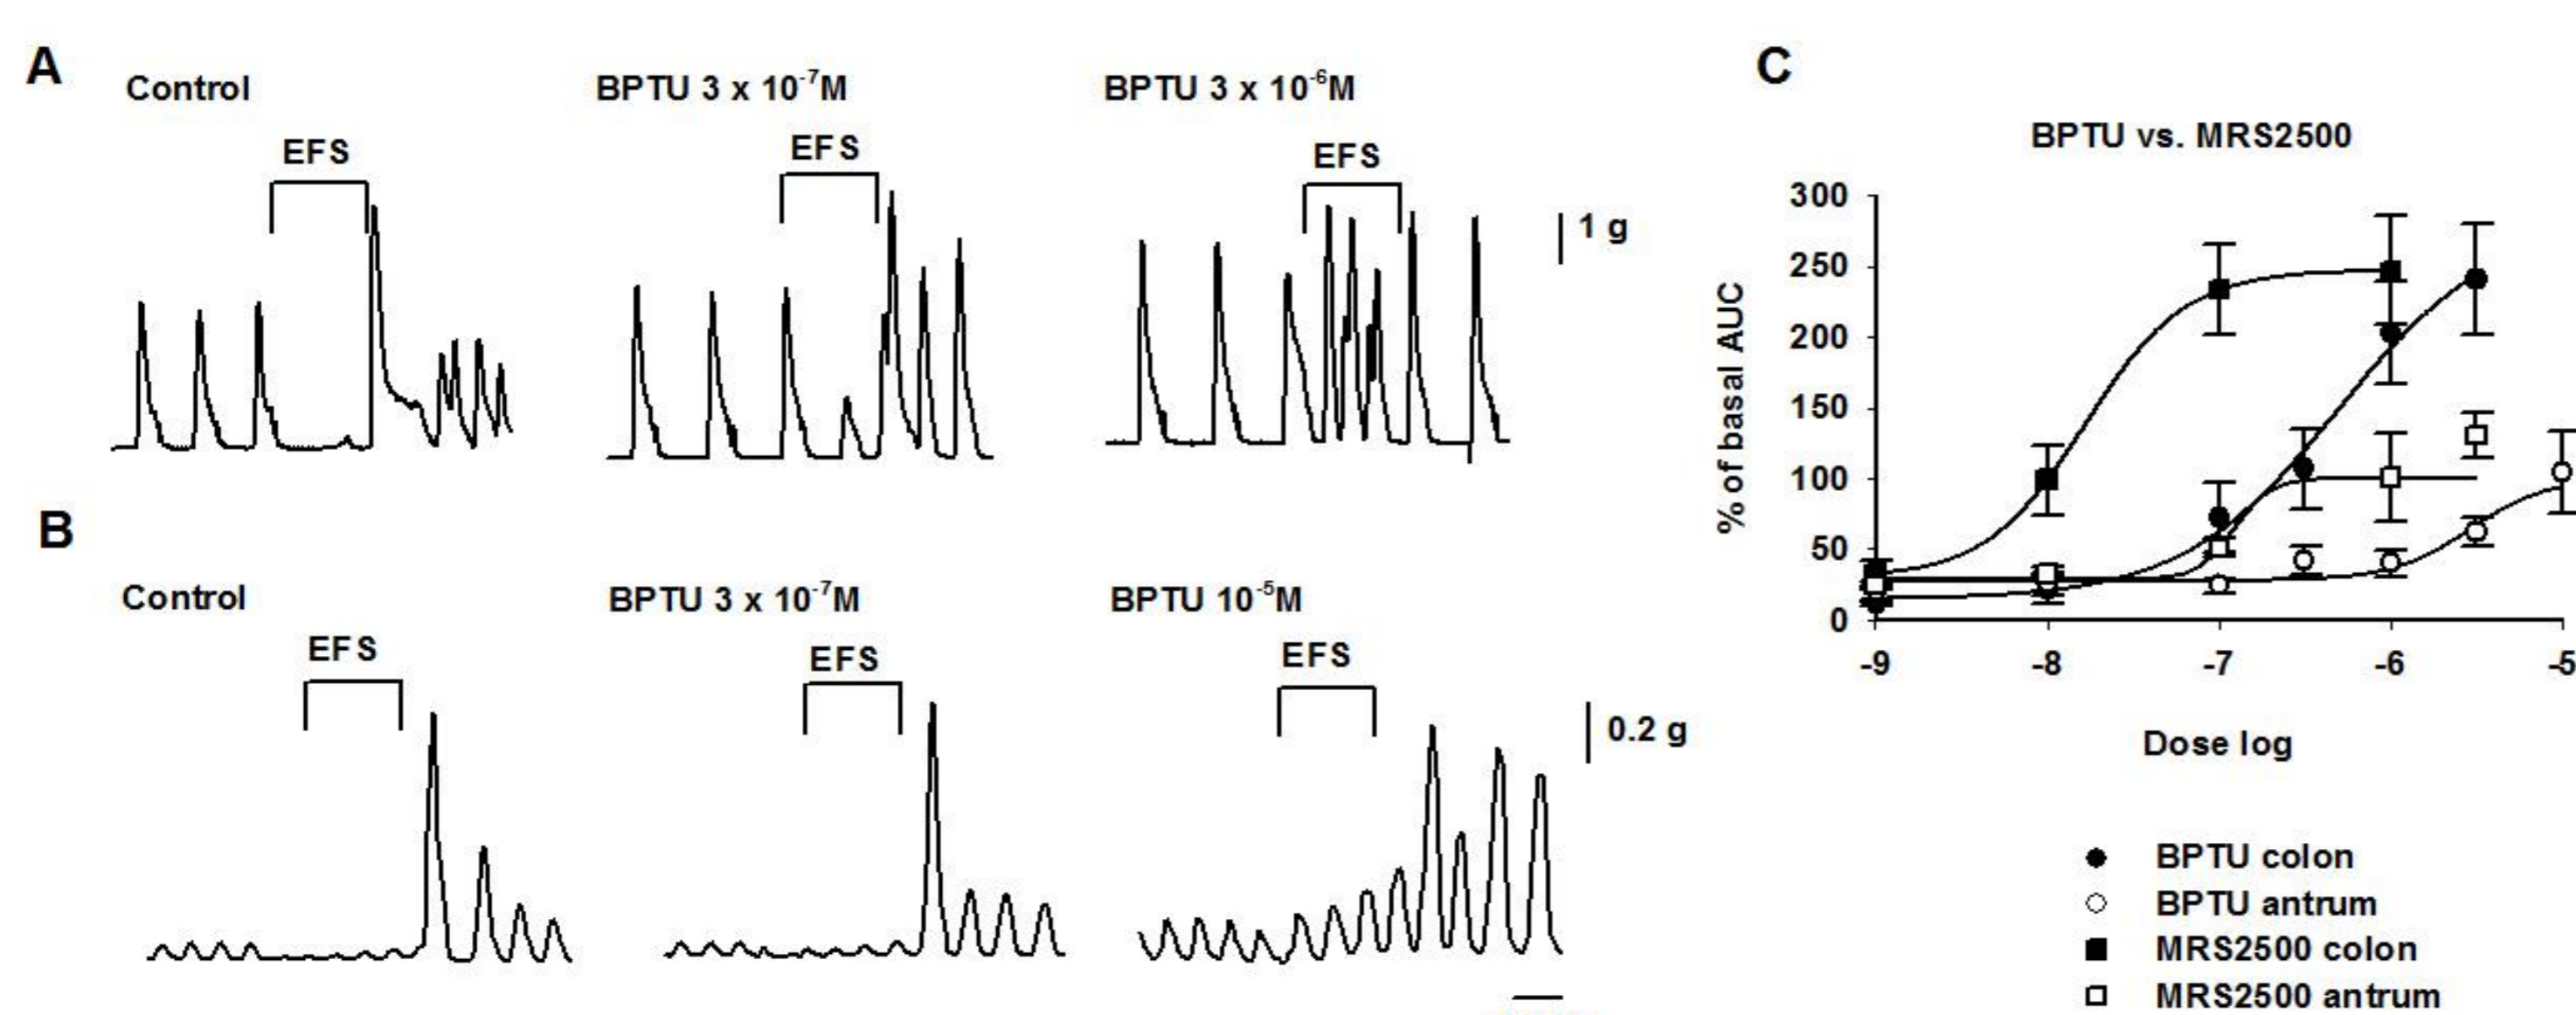 A
Control
BPTU 3 x 10⁻⁷M
BPTU 3 x 10⁻⁶M
EFS
EFS
EFS
1 g
B
Control
BPTU 3 x 10⁻⁷M
BPTU 10⁻⁵M
EFS
EFS
EFS
0.2 g
C
BPTU vs. MRS2500
% of basal AUC
300
250
200
150
100
50
0
-9
-8
-7
-6
-5
Dose log
BPTU colon
BPTU antrum
MRS2500 colon
MRS2500 antrum